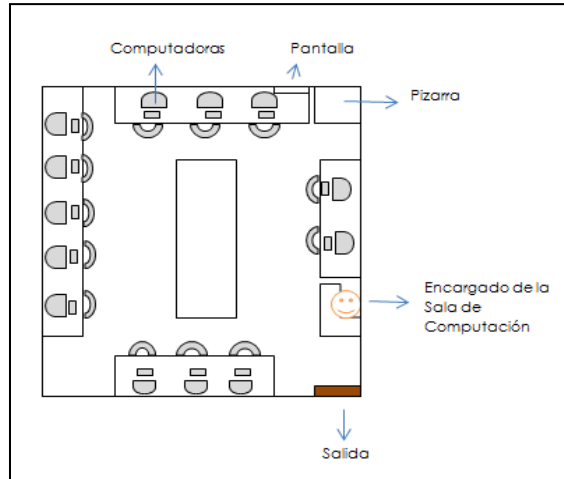 Computadoras
Pantalla
Pizarra
Encargado de la
Sala de
Computación
Salida